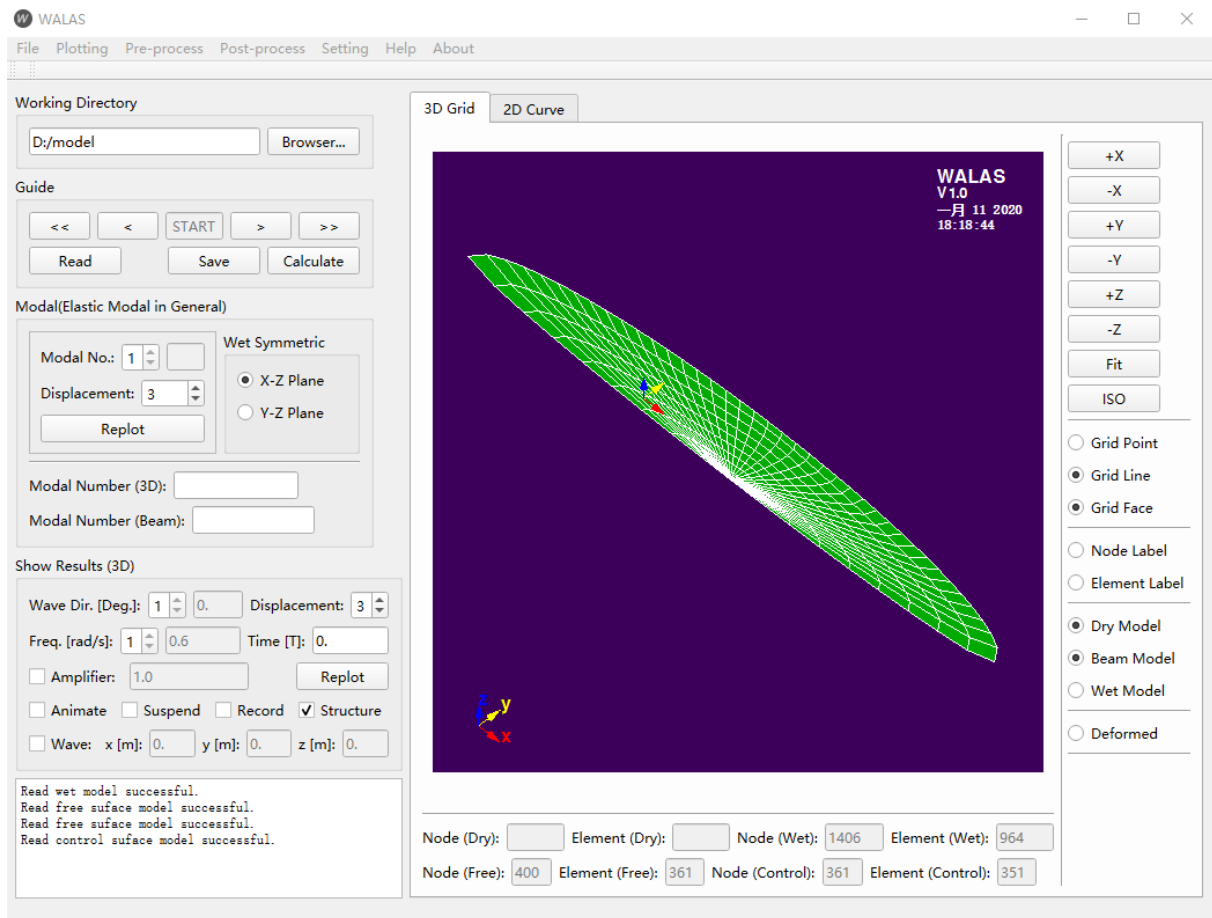 WALAS
File Plotting Pre-process Post-process Setting Help About
Working Directory
D:/model Browser...
Guide
<< < START > >>
Read Save Calculate
Modal(Elastic Modal in General)
Modal No.: 1
Displacement: 3
Replot
Wet Symmetric
X-Z Plane
Y-Z Plane
Modal Number (3D):
Modal Number (Beam):
Show Results (3D)
Wave Dir. [Deg.]: 1 0. Displacement: 3
Freq. [rad/s]: 1 0.6 Time [T]: 0.
Amplifier: 1.0 Replot
Animate Suspend Record Structure
Wave: x [m]: 0. y [m]: 0. z [m]: 0.
Read wet model successful.
Read free suface model successful.
Read free suface model successful.
Read control suface model successful.
3D Grid 2D Curve
WALAS
V1.0
一月 11 2020
18:18:44
z
y
x
+X
-X
+Y
-Y
+Z
-Z
Fit
ISO
Grid Point
Grid Line
Grid Face
Node Label
Element Label
Dry Model
Beam Model
Wet Model
Deformed
Node (Dry): Element (Dry): Node (Wet): 1406 Element (Wet): 964
Node (Free): 400 Element (Free): 361 Node (Control): 361 Element (Control): 351